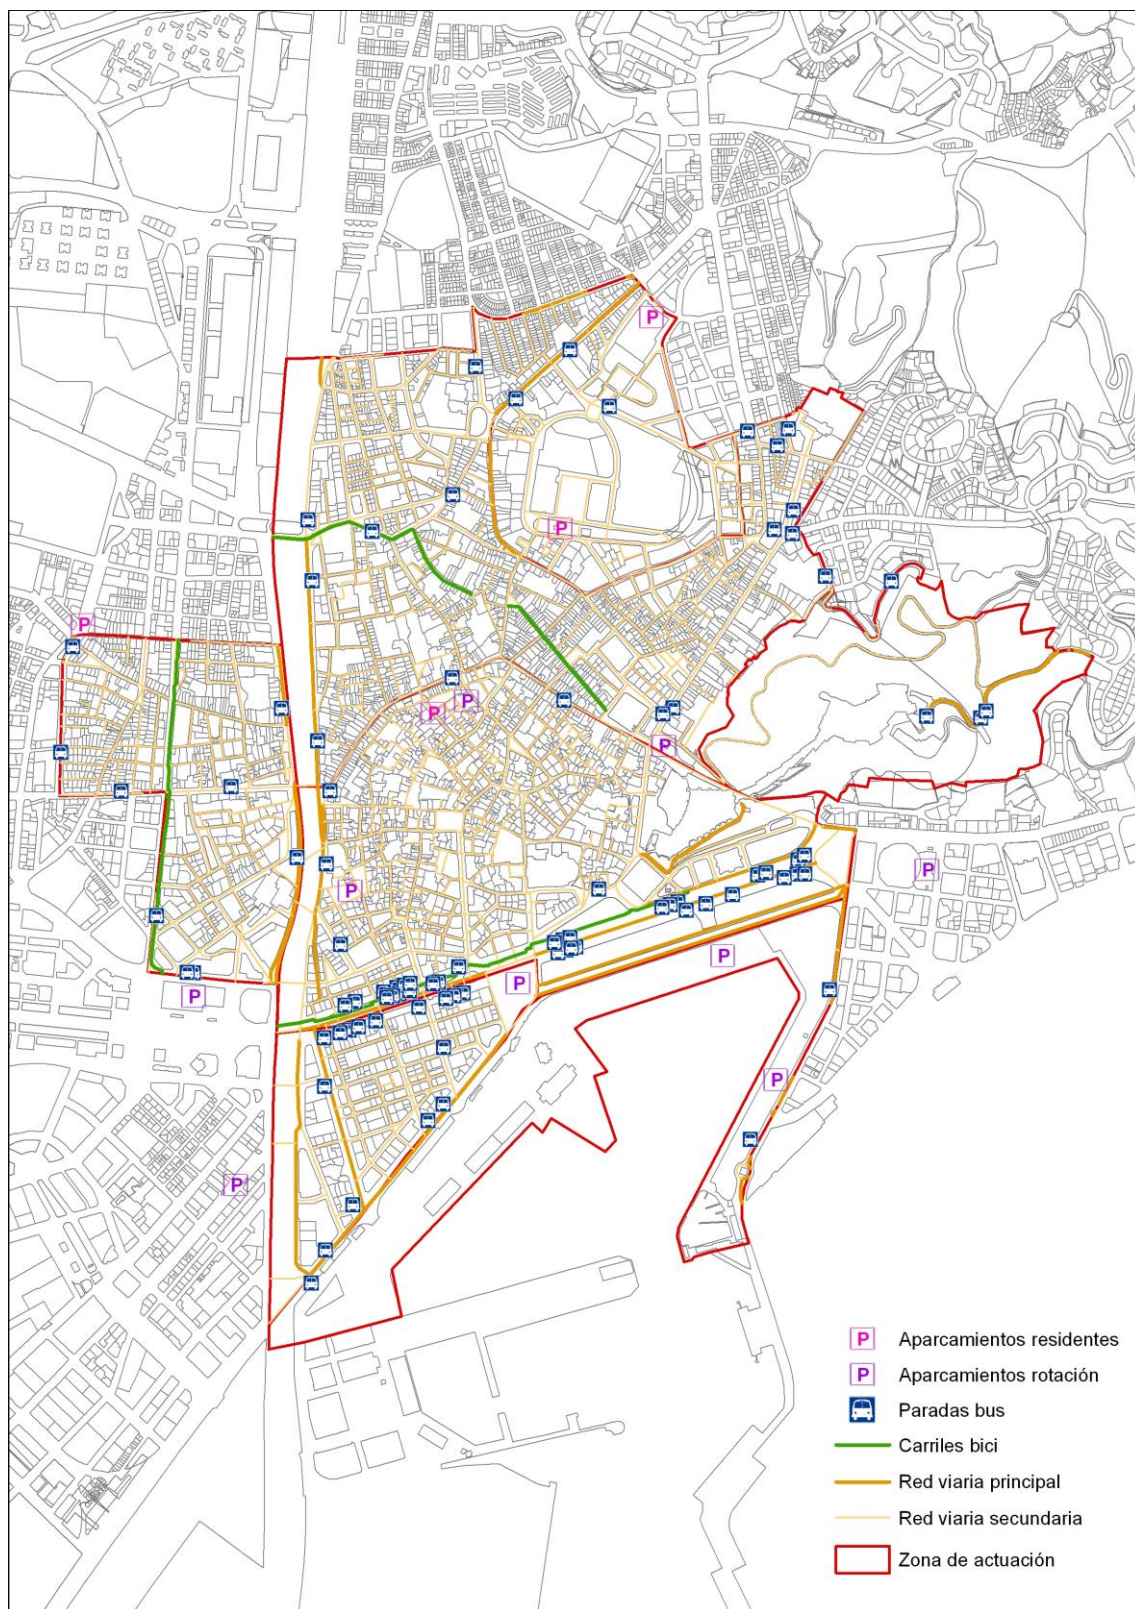 P
P
P
P
P
P
P
P
P
P
P
P
P
P Aparcamientos residentes
P Aparcamientos rotación
Paradas bus
Carriles bici
Red viaria principal
Red viaria secundaria
Zona de actuación